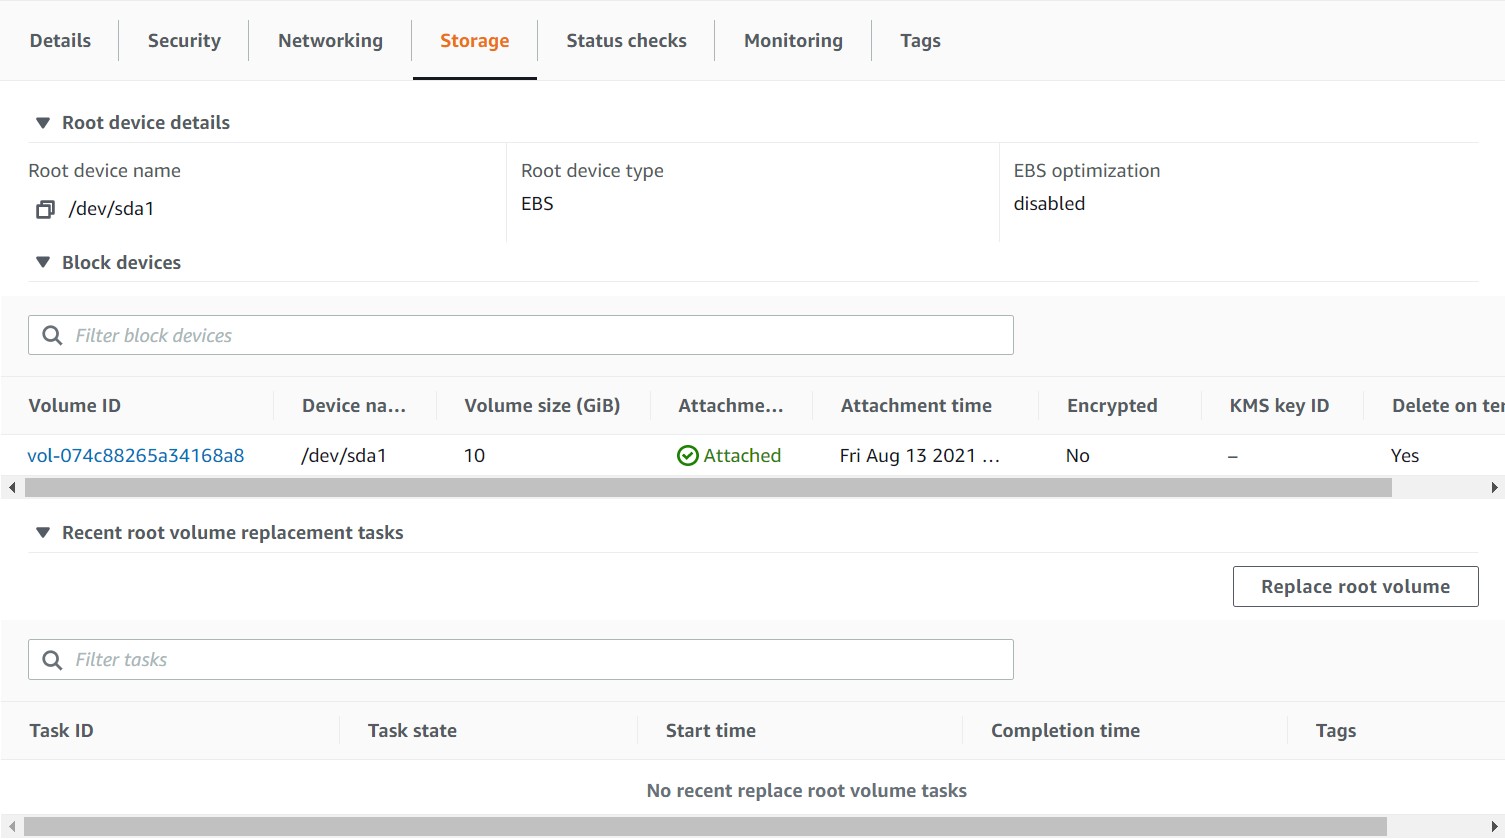 Details Security Networking Storage Status checks Monitoring Tags
Root device details
Root device name Root device type EBS optimization
/dev/sda1 EBS disabled
Block devices
Filter block devices
Volume ID Device na... Volume size (GiB) Attachme... Attachment time Encrypted KMS key ID Delete on ter
vol-074c88265a34168a8 /dev/sda1 10 Attached Fri Aug 13 2021 ... No – Yes
Recent root volume replacement tasks
Replace root volume
Filter tasks
Task ID Task state Start time Completion time Tags
No recent replace root volume tasks